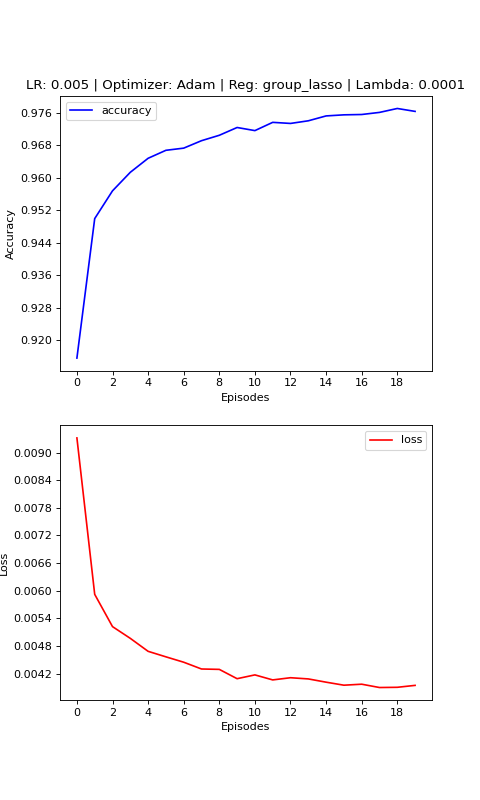 LR: 0.005 | Optimizer: Adam | Reg: group_lasso | Lambda: 0.0001
accuracy
0.976
0.968
0.960
0.952
0.944
0.936
0.928
0.920
Accuracy
0 2 4 6 8 10 12 14 16 18
Episodes
loss
0.0090
0.0084
0.0078
0.0072
0.0066
0.0060
0.0054
0.0048
0.0042
Loss
0 2 4 6 8 10 12 14 16 18
Episodes